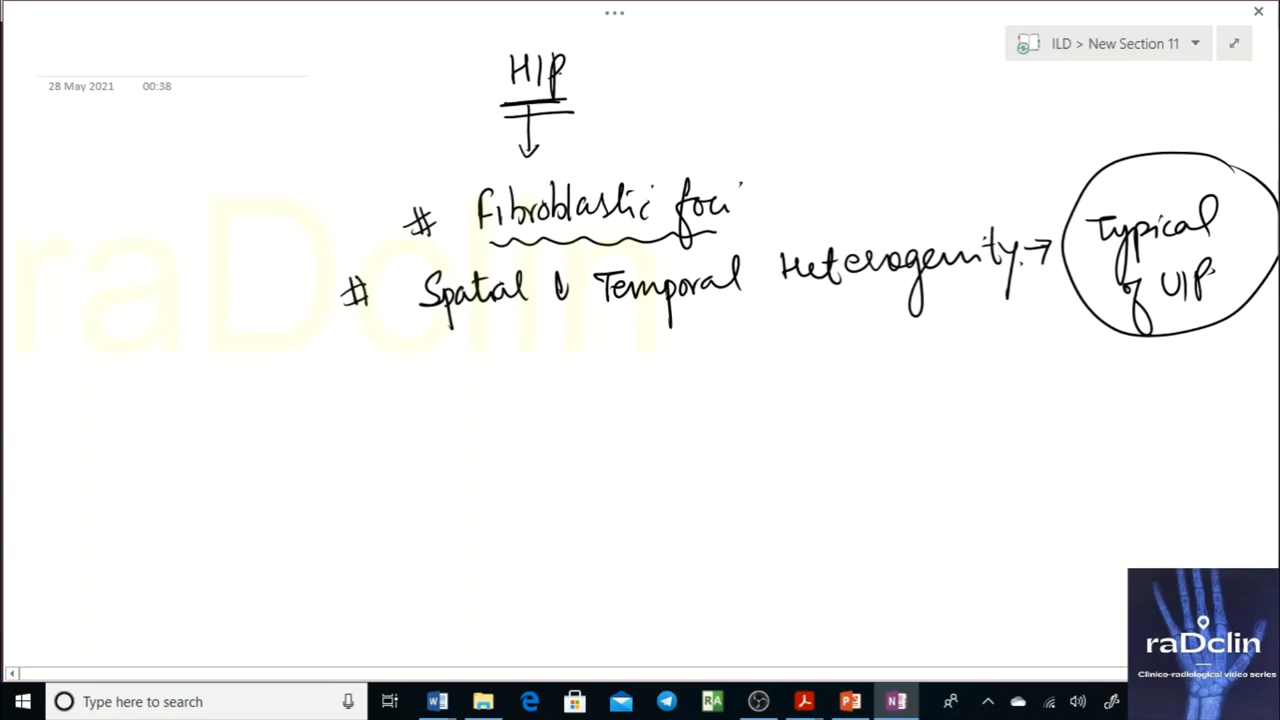 ILD > New Section 11
HIP
28 May 2021 00:38
# Fibroblastic foci
# Spatial & Temporal Heterogenity. → Typical
of UIP
raDclin
raDclin
Clinico-radiological video series
Type here to search